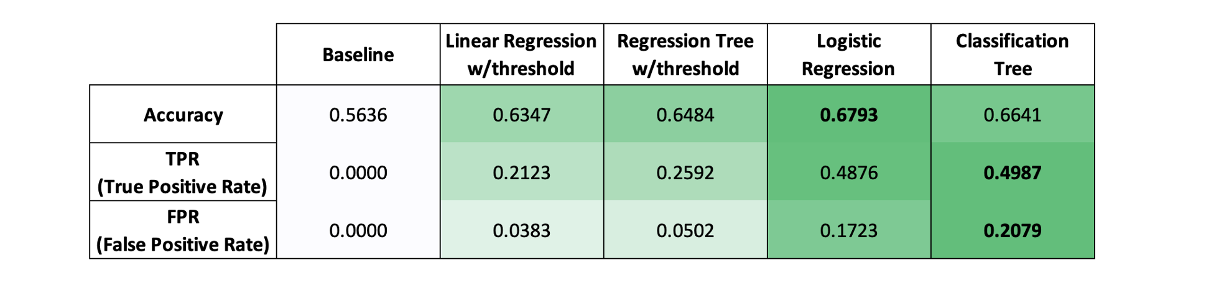 Baseline
Linear Regression
w/threshold
Regression Tree
w/threshold
Logistic
Regression
Classification
Tree
Accuracy
0.5636
0.6347
0.6484
0.6793
0.6641
TPR
(True Positive Rate)
0.0000
0.2123
0.2592
0.4876
0.4987
FPR
(False Positive Rate)
0.0000
0.0383
0.0502
0.1723
0.2079